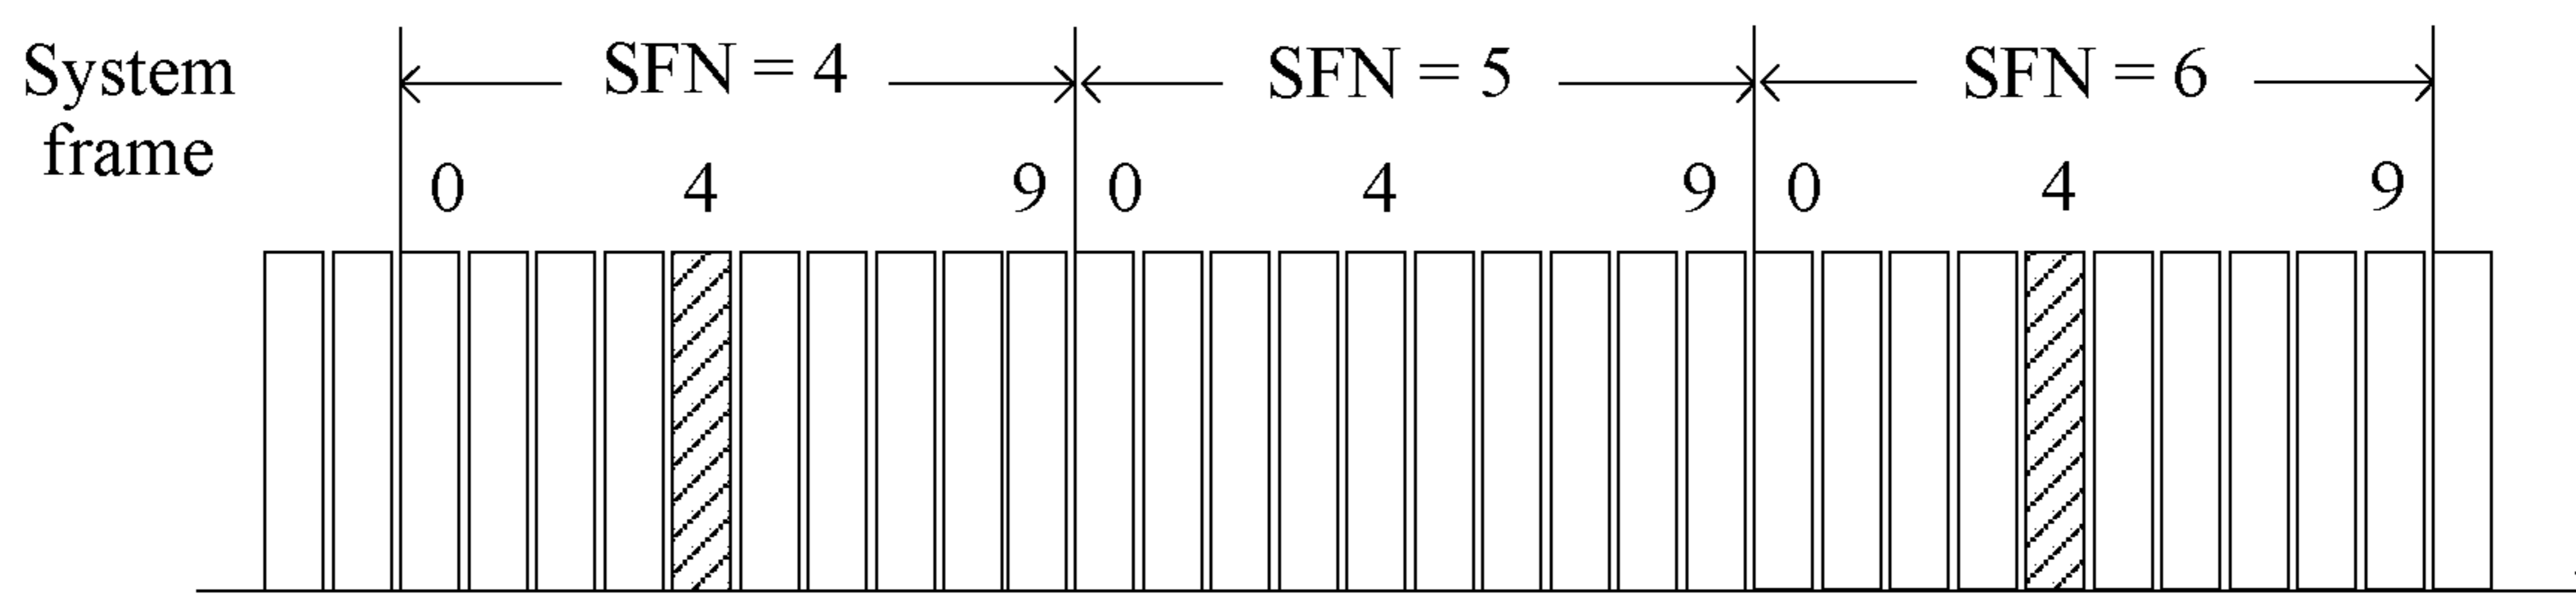 System
frame
SFN = 4
SFN = 5
SFN = 6
0 4 9 0 4 9 0 4 9